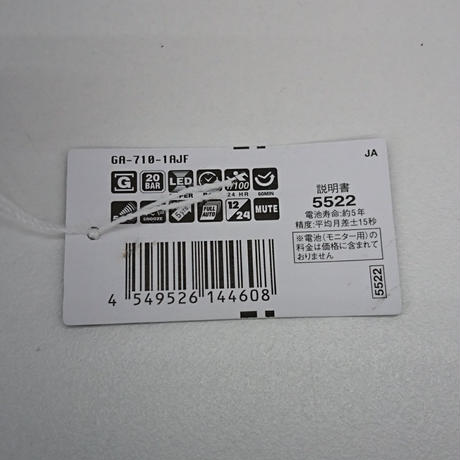 GA-710-1AJF
JA
G
20 BAR
LED
1/100
24 HR
60MIN
SNOOZE
FULL AUTO
12/24
MUTE
説明書
5522
電池寿命:約5年
精度:平均月差±15秒
※電池(モニター用)の
料金は価格に含まれて
おりません
5522
4 549526 144608